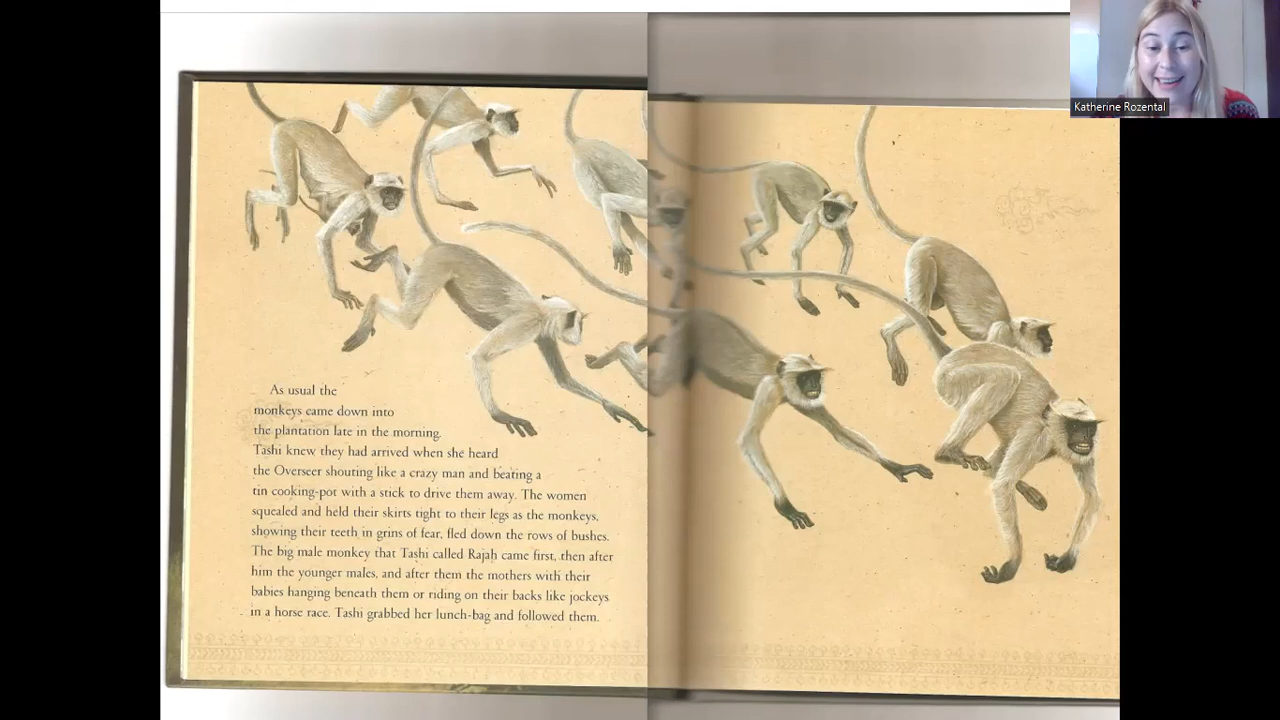 Katherine Rozental
As usual the
monkeys came down into
the plantation late in the morning.
Tashi knew they had arrived when she heard
the Overseer shouting like a crazy man and beating a
tin cooking-pot with a stick to drive them away. The women
squealed and held their skirts tight to their legs as the monkeys,
showing their teeth in grins of fear, fled down the rows of bushes.
The big male monkey that Tashi called Rajah came first, then after
him the younger males, and after them the mothers with their
babies hanging beneath them or riding on their backs like jockeys
in a horse race. Tashi grabbed her lunch-bag and followed them.